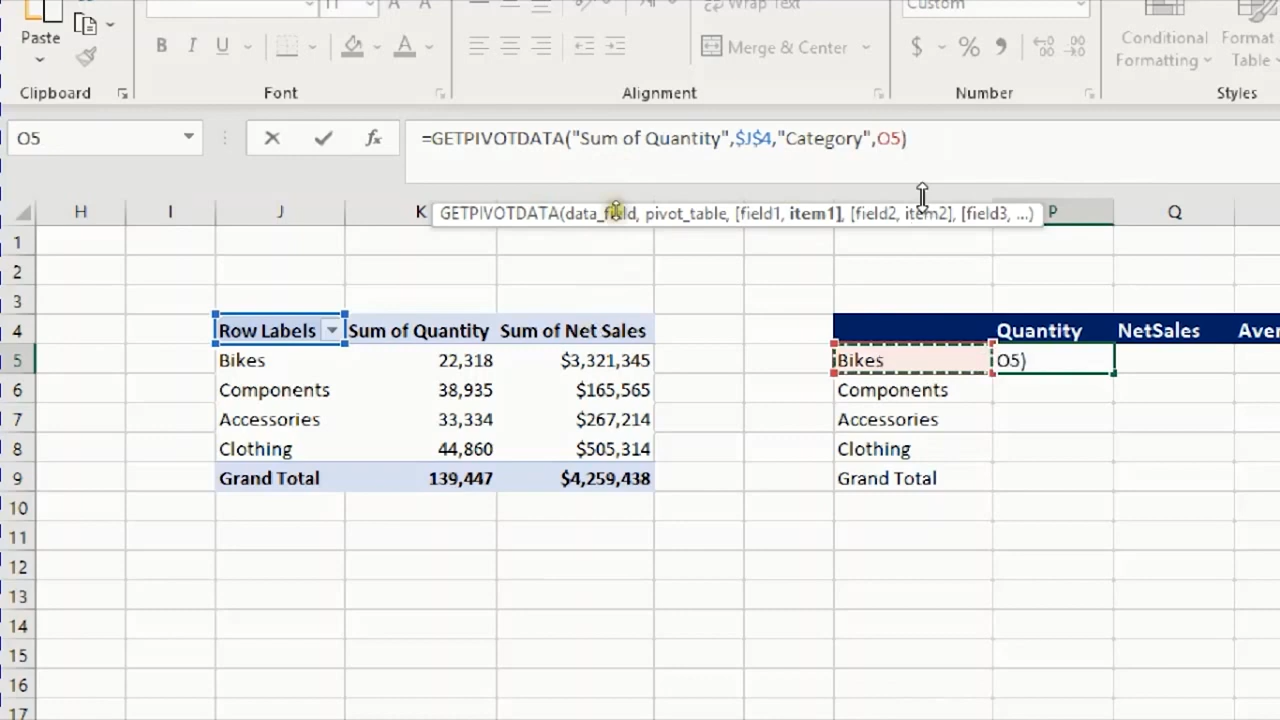 11
Wrap Text
Custom
Paste
B I U
A
Merge & Center
$ % 9
Conditional
Formatting
Format
Table
Clipboard
Font
Alignment
Number
Styles
O5
fx
=GETPIVOTDATA("Sum of Quantity",$J$4,"Category",O5)
GETPIVOTDATA(data_field, pivot_table, [field1, item1], [field2, item2], [field3, ...)
H I J K P Q
1
2
3
4 Row Labels Sum of Quantity Sum of Net Sales Quantity NetSales Aver
5 Bikes 22,318 $3,321,345 Bikes O5)
6 Components 38,935 $165,565 Components
7 Accessories 33,334 $267,214 Accessories
8 Clothing 44,860 $505,314 Clothing
9 Grand Total 139,447 $4,259,438 Grand Total
10
11
12
13
14
15
16
17